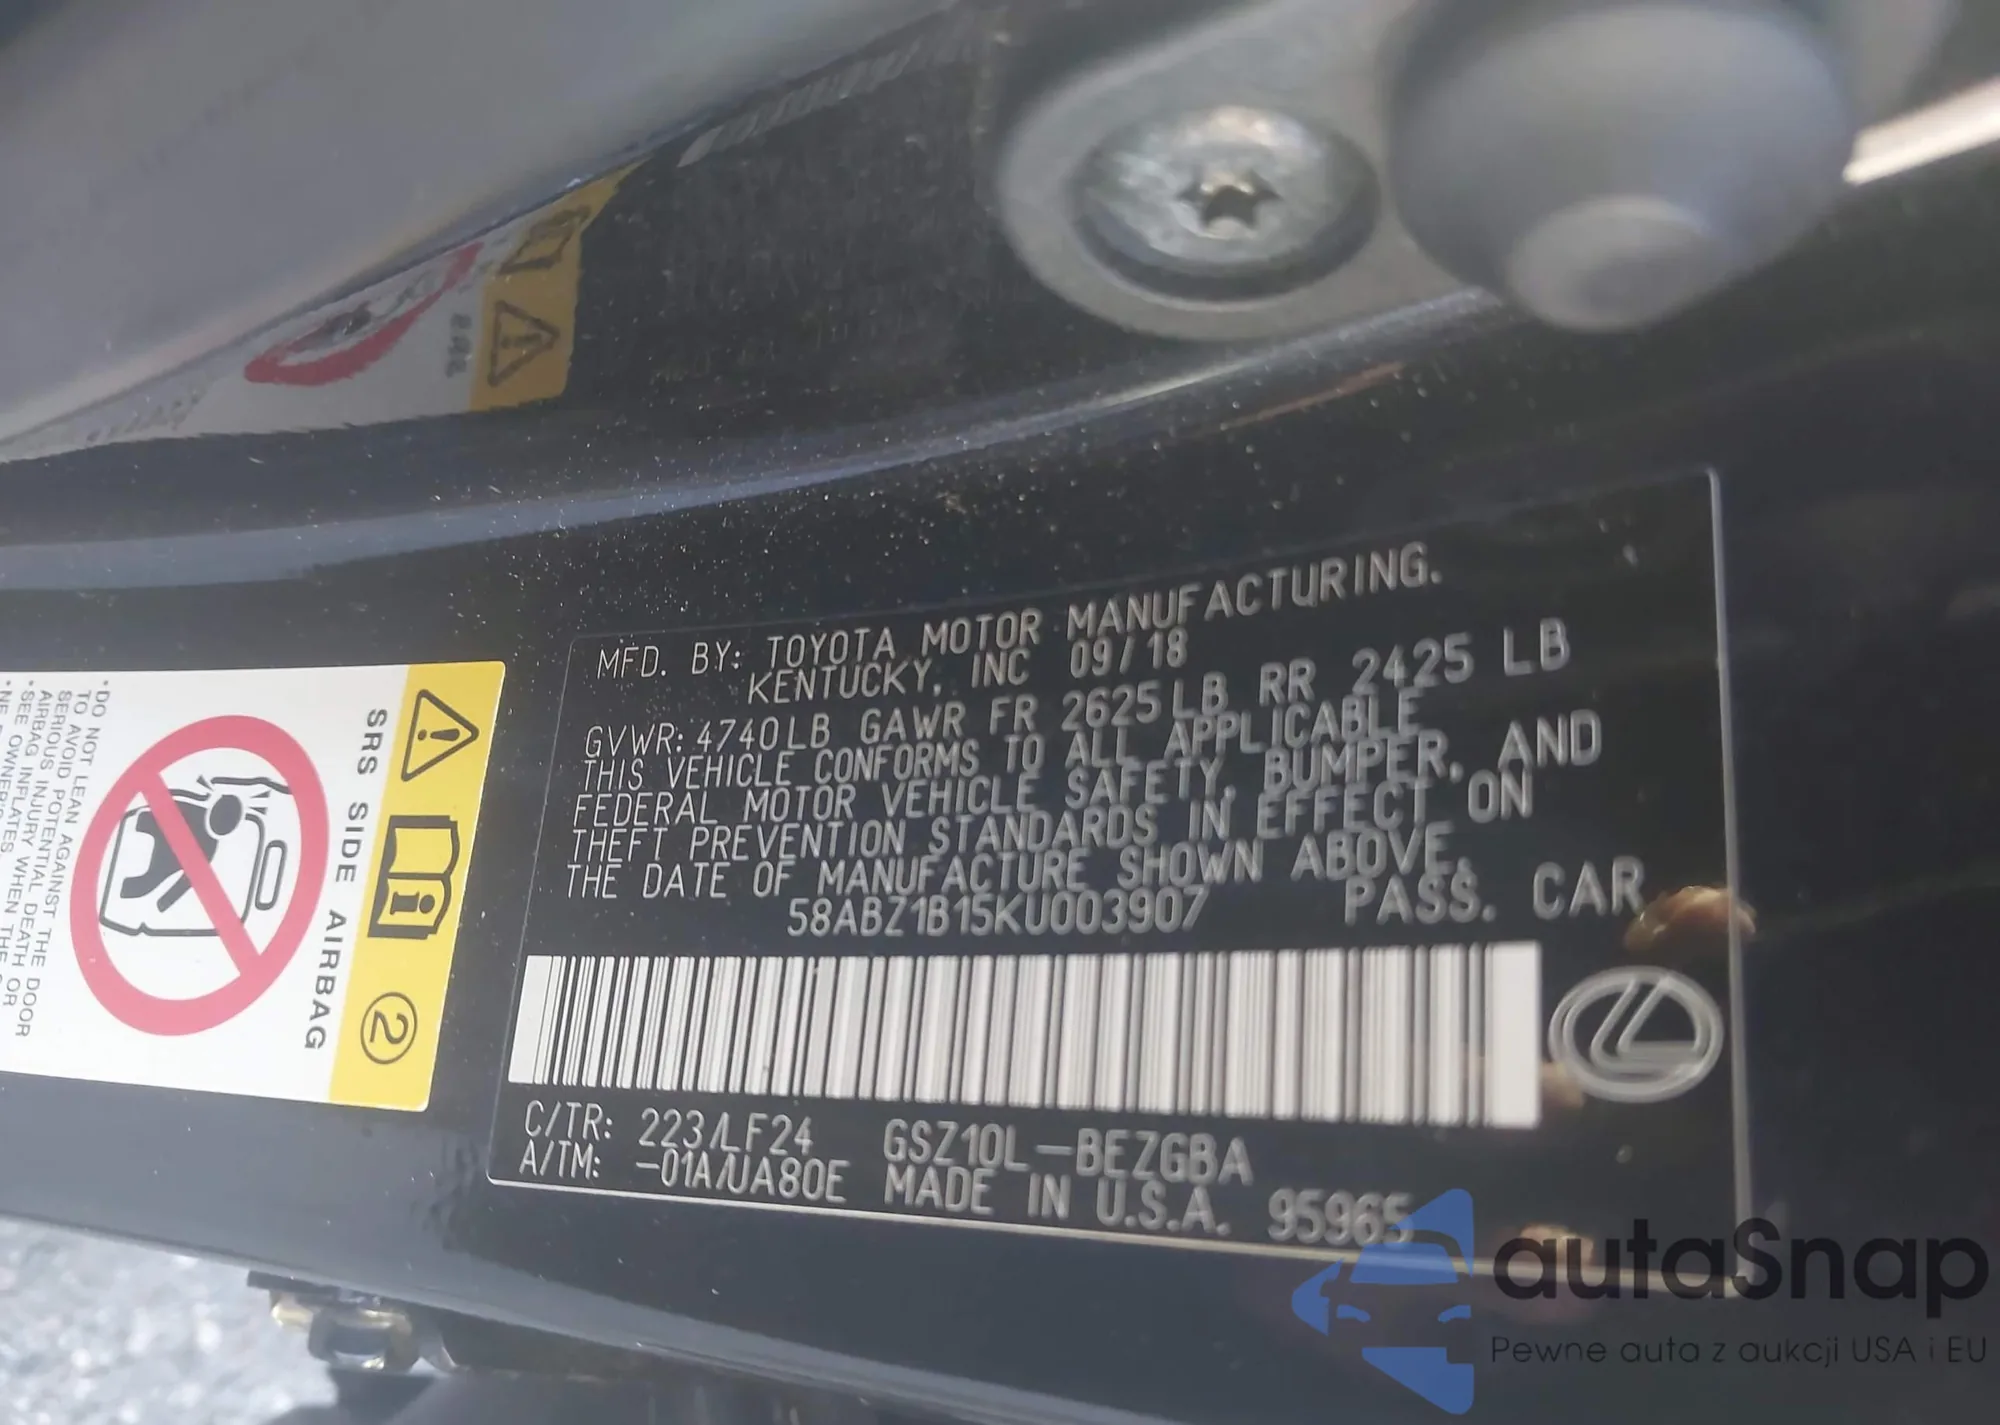 MFD. BY: TOYOTA MOTOR MANUFACTURING.
KENTUCKY, INC 09/18
GVWR: 4740LB GAWR FR 2625LB RR 2425 LB
THIS VEHICLE CONFORMS TO ALL APPLICABLE
FEDERAL MOTOR VEHICLE SAFETY, BUMPER, AND
THEFT PREVENTION STANDARDS IN EFFECT ON
THE DATE OF MANUFACTURE SHOWN ABOVE.
58ABZ1B15KU003907 PASS. CAR
C/TR: 223/LF24 GSZ10L-BEZGBA
A/TM: -01A/UA80E MADE IN U.S.A. 95965
SRS SIDE AIRBAG
2
*DO NOT LEAN AGAINST THE DOOR
TO AVOID POTENTIAL DEATH OR
SERIOUS INJURY WHEN THE
AIRBAG INFLATES.
*SEE OWNER'S
autaSnap
Pewne auta z aukcji USA i EU